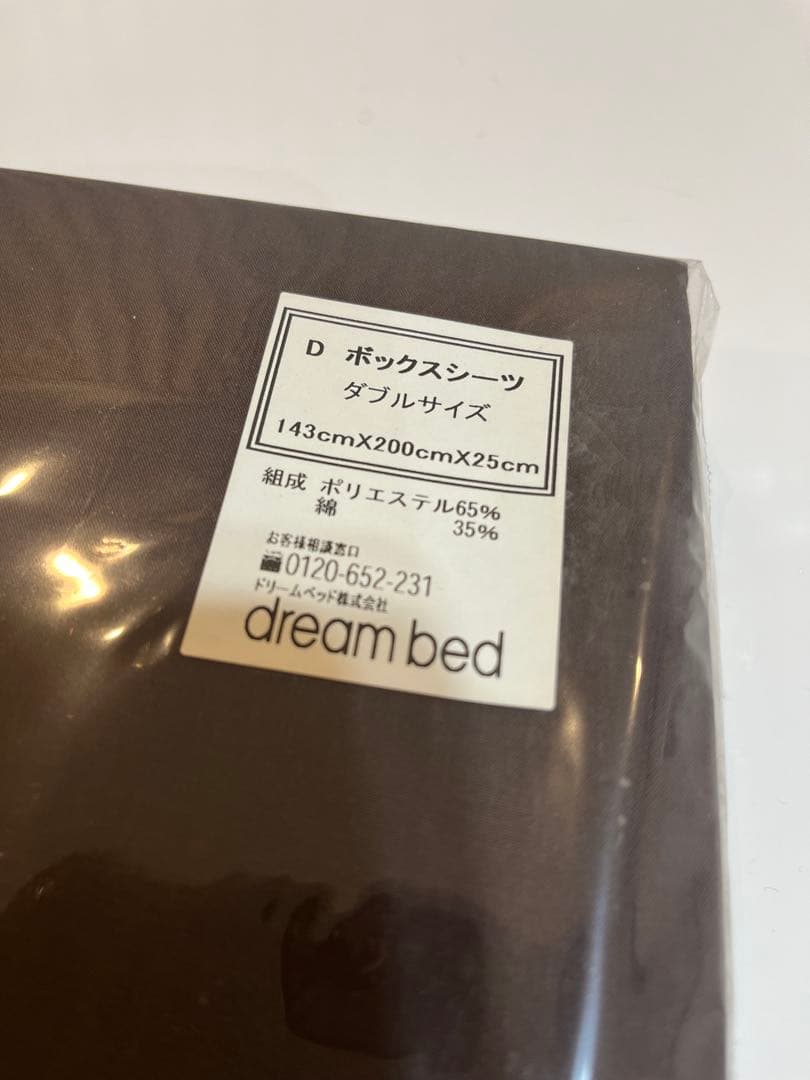 D ボックスシーツ
ダブルサイズ
143cmX200cmX25cm
組成 ポリエステル65%
綿 35%
お客様相談窓口
0120-652-231
ドリームベッド株式会社
dream bed